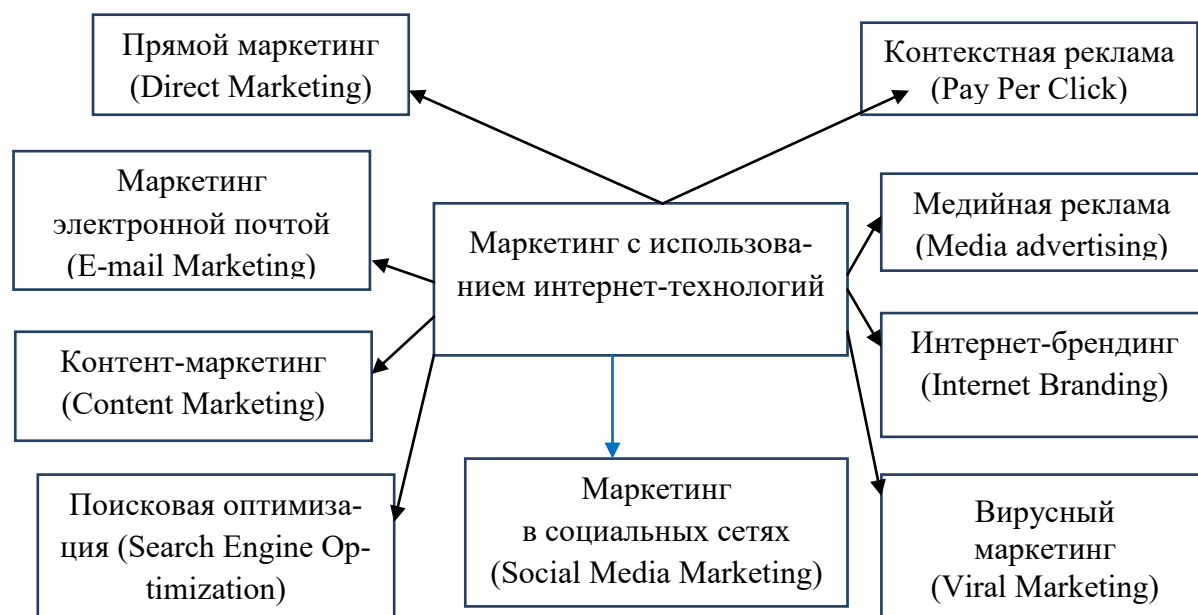 Прямой маркетинг
(Direct Marketing)
Контекстная реклама
(Pay Per Click)
Маркетинг
электронной почтой
(E-mail Marketing)
Маркетинг с использова-
нием интернет-технологий
Медийная реклама
(Media advertising)
Контент-маркетинг
(Content Marketing)
Интернет-брендинг
(Internet Branding)
Поисковая оптимиза-
ция (Search Engine Op-
timization)
Маркетинг
в социальных сетях
(Social Media Marketing)
Вирусный
маркетинг
(Viral Marketing)